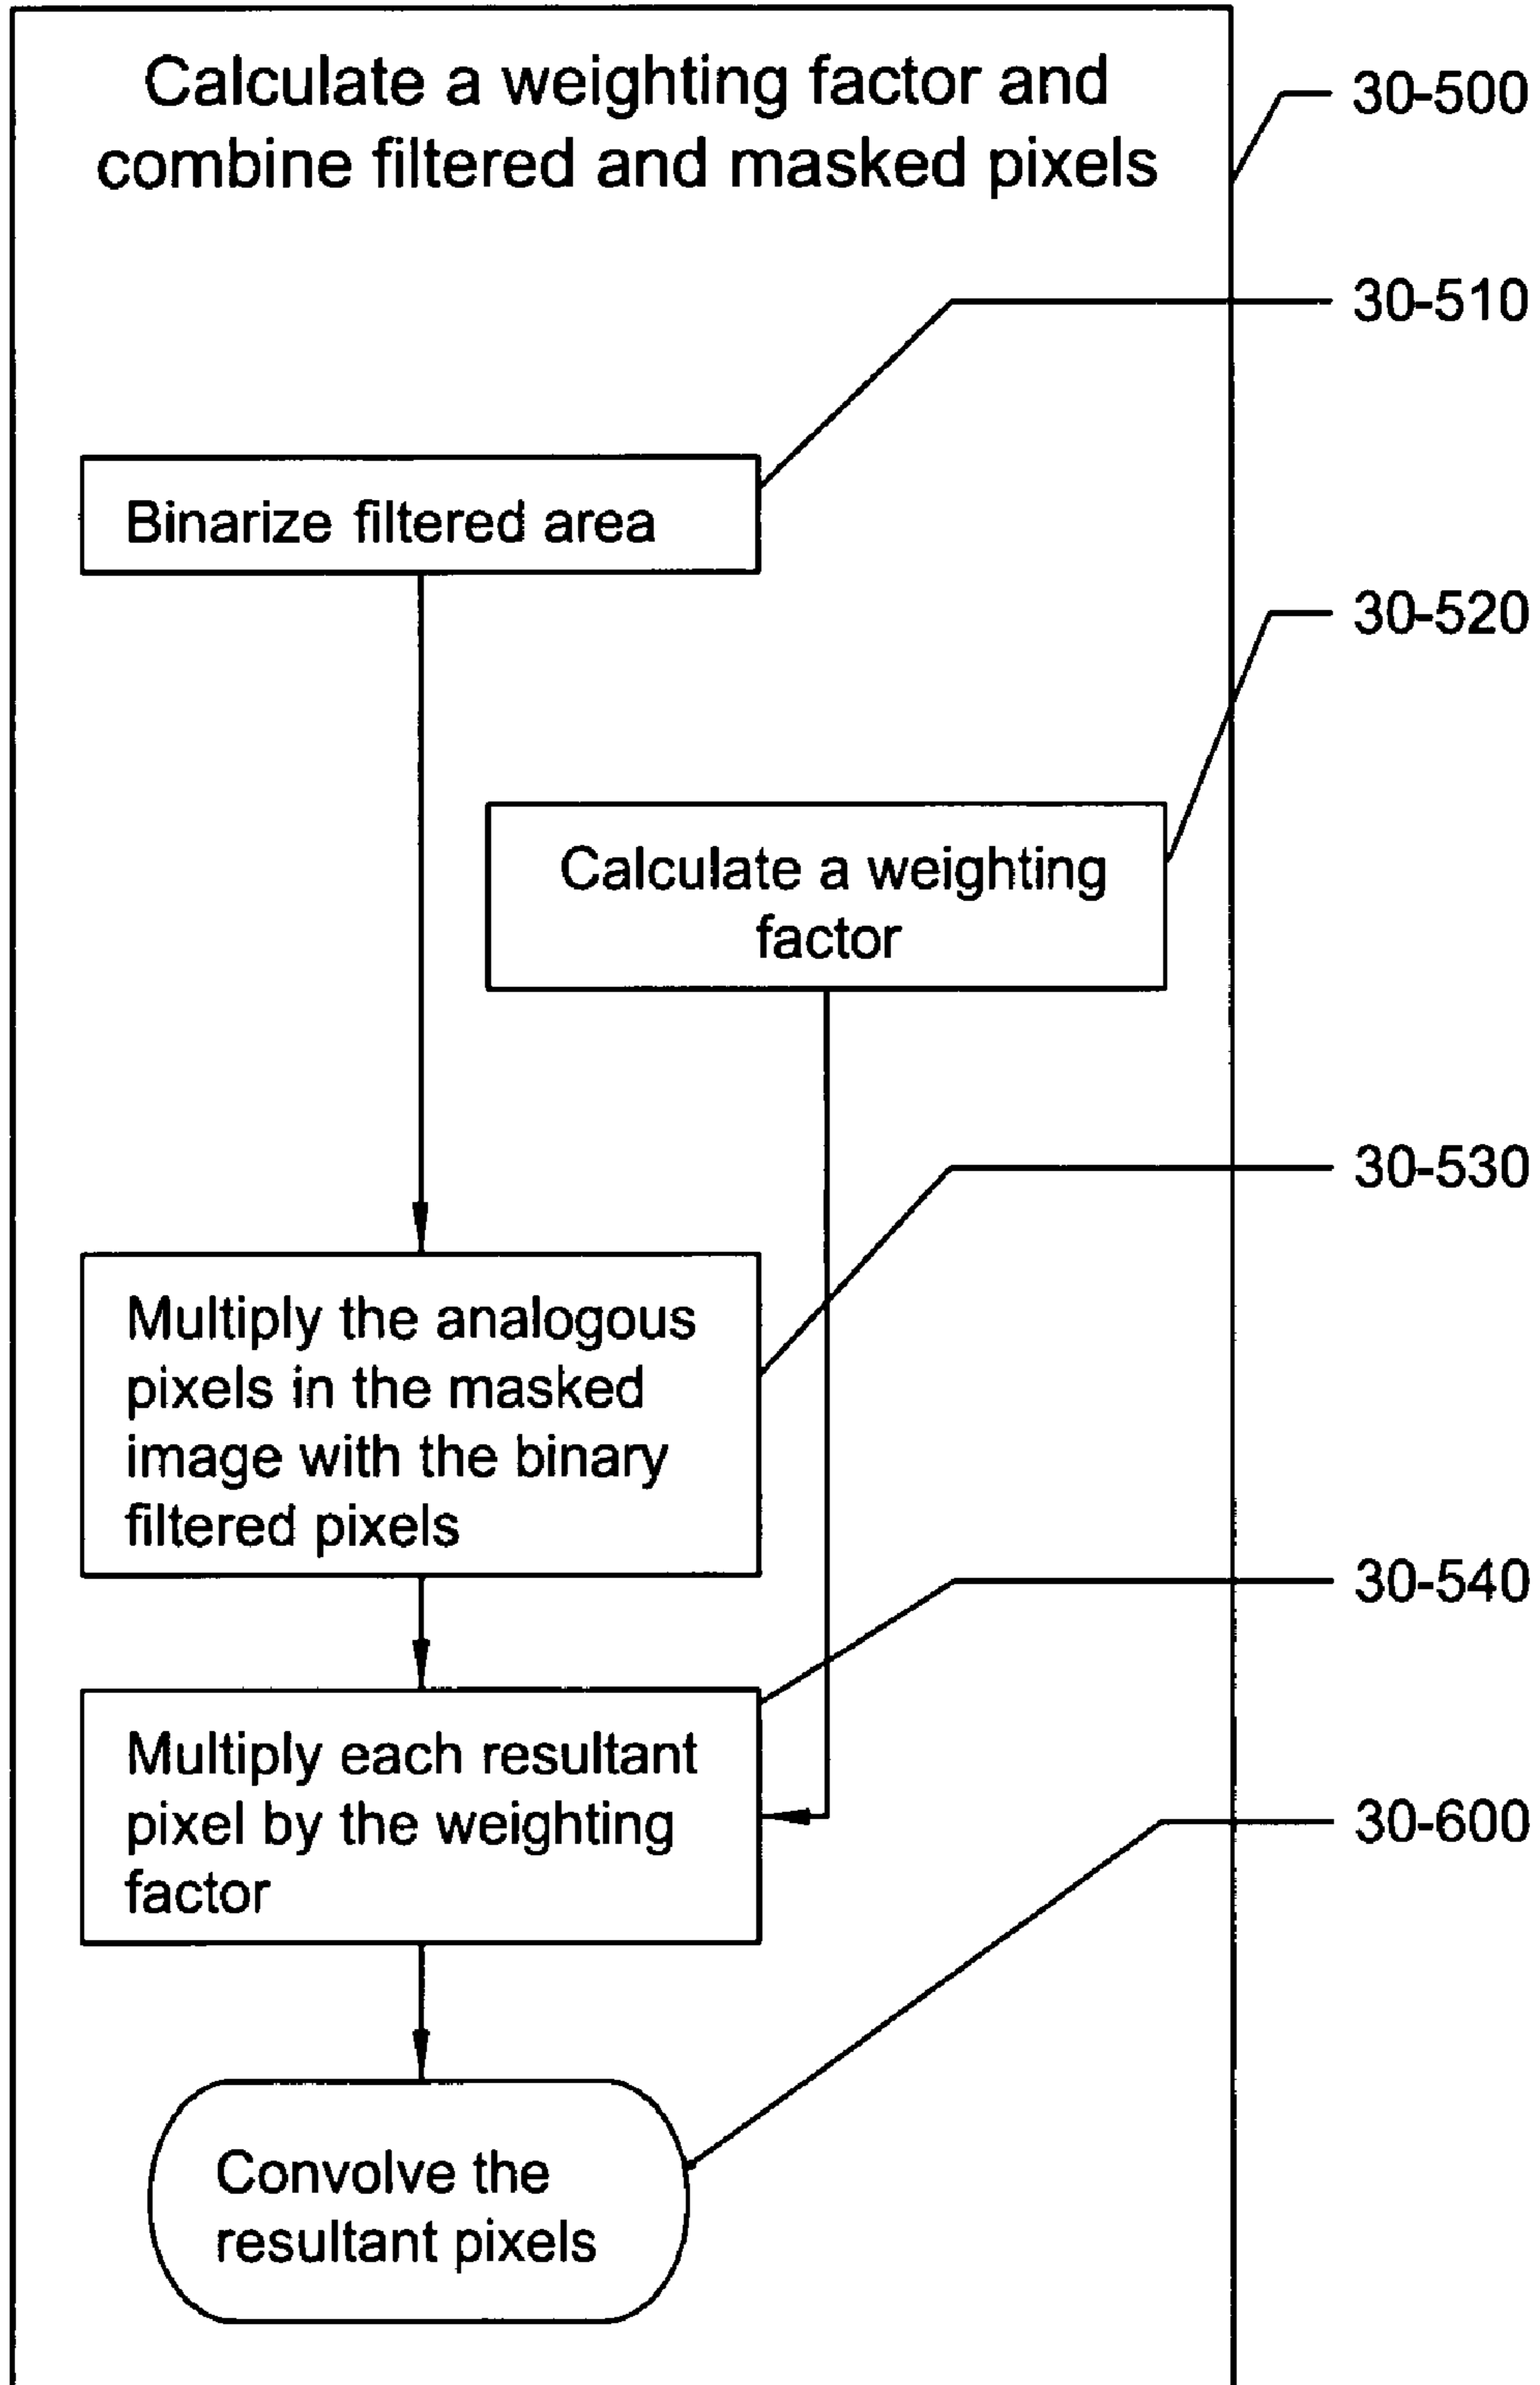 Calculate a weighting factor and
combine filtered and masked pixels
30-500
30-510
Binarize filtered area
30-520
Calculate a weighting
factor
30-530
Multiply the analogous
pixels in the masked
image with the binary
filtered pixels
30-540
Multiply each resultant
pixel by the weighting
factor
30-600
Convolve the
resultant pixels